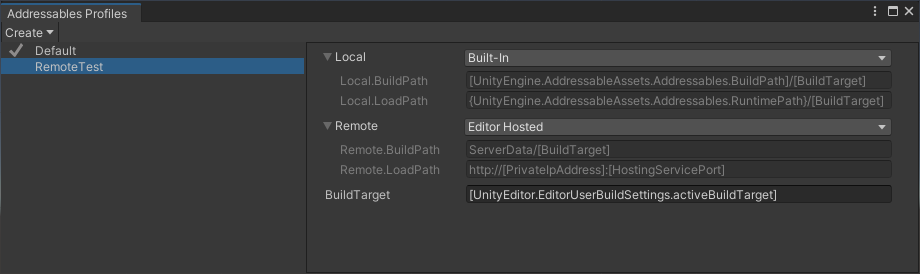 Addressables Profiles
Create
Default
RemoteTest
Local
Built-In
Local.BuildPath
[UnityEngine.AddressableAssets.Addressables.BuildPath]/[BuildTarget]
Local.LoadPath
{UnityEngine.AddressableAssets.Addressables.RuntimePath}/[BuildTarget]
Remote
Editor Hosted
Remote.BuildPath
ServerData/[BuildTarget]
Remote.LoadPath
http://[PrivateIpAddress]:[HostingServicePort]
BuildTarget
[UnityEditor.EditorUserBuildSettings.activeBuildTarget]